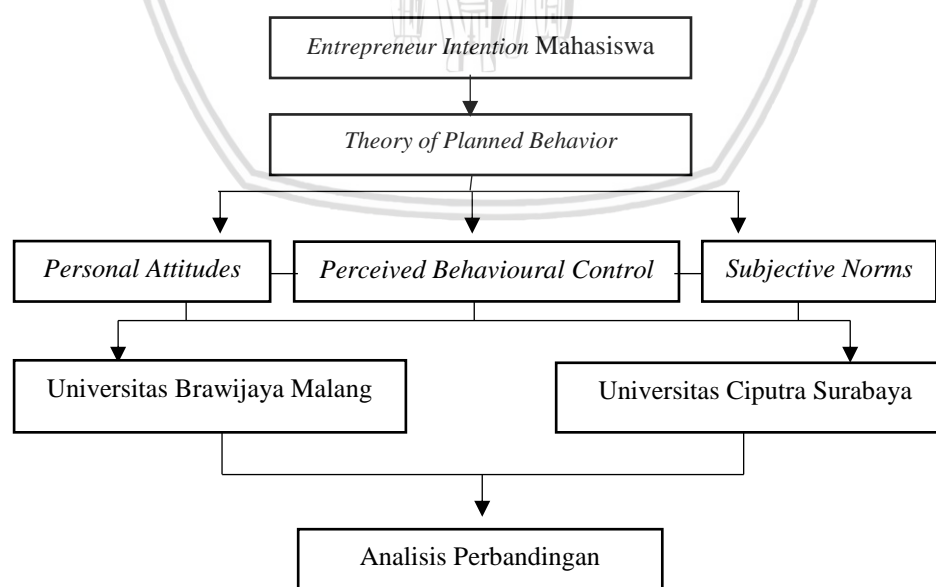 Entrepreneur Intention Mahasiswa
Theory of Planned Behavior
Personal Attitudes
Perceived Behavioural Control
Subjective Norms
Universitas Brawijaya Malang
Universitas Ciputra Surabaya
Analisis Perbandingan